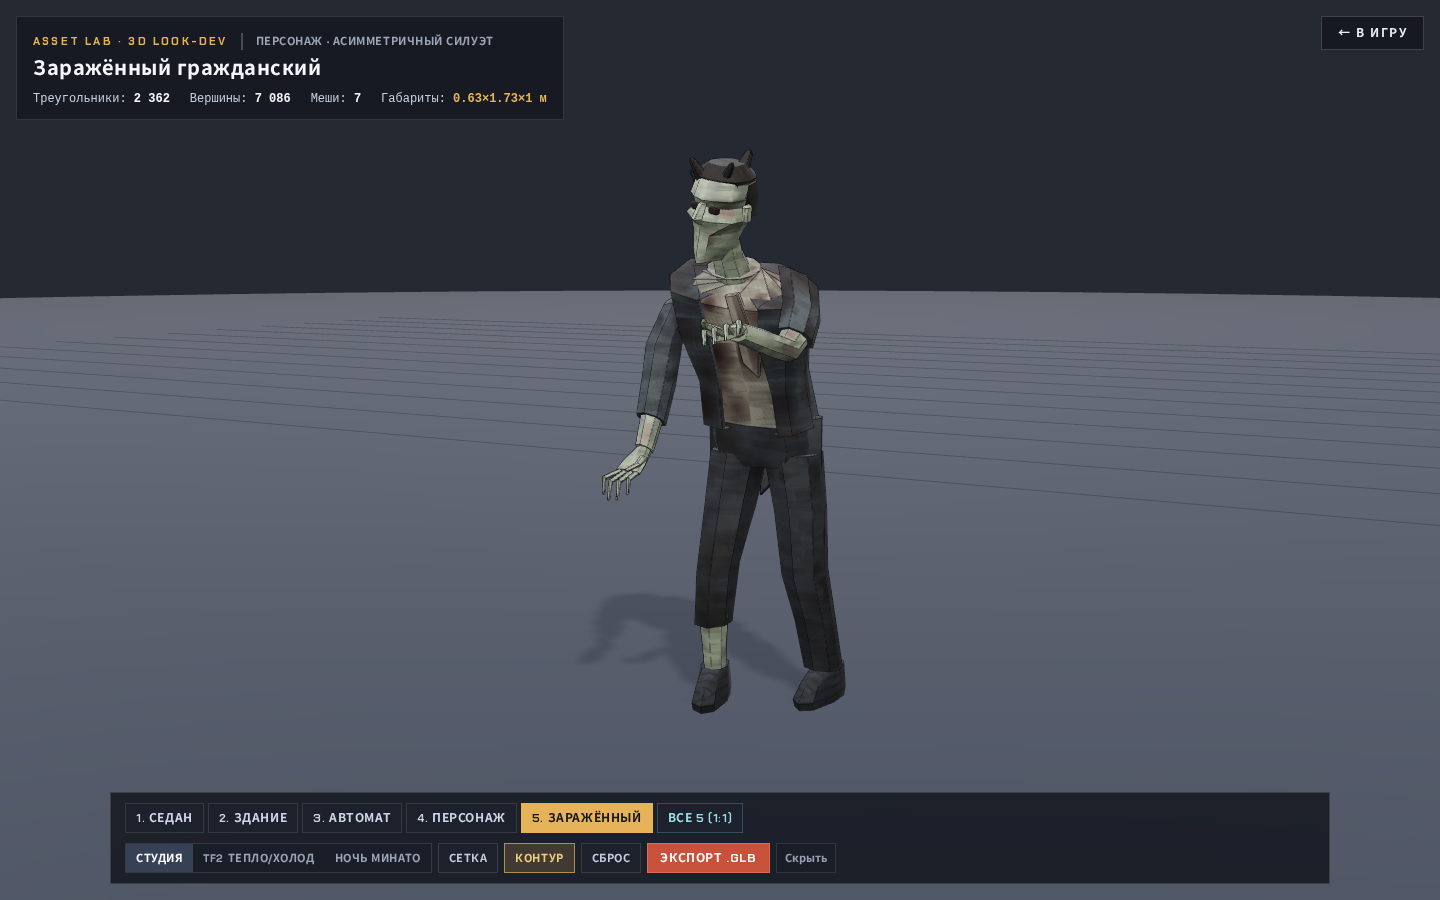 ASSET LAB · 3D LOOK-DEV | ПЕРСОНАЖ · АСИММЕТРИЧНЫЙ СИЛУЭТ
← В ИГРУ
Заражённый гражданский
Треугольники: 2 362 Вершины: 7 086 Меши: 7 Габариты: 0.63×1.73×1 м
1. СЕДАН 2. ЗДАНИЕ 3. АВТОМАТ 4. ПЕРСОНАЖ 5. ЗАРАЖЁННЫЙ ВСЕ 5 (1:1)
СТУДИЯ TF2 ТЕПЛО/ХОЛОД НОЧЬ МИНАТО СЕТКА КОНТУР СБРОС ЭКСПОРТ .GLB Скрыть